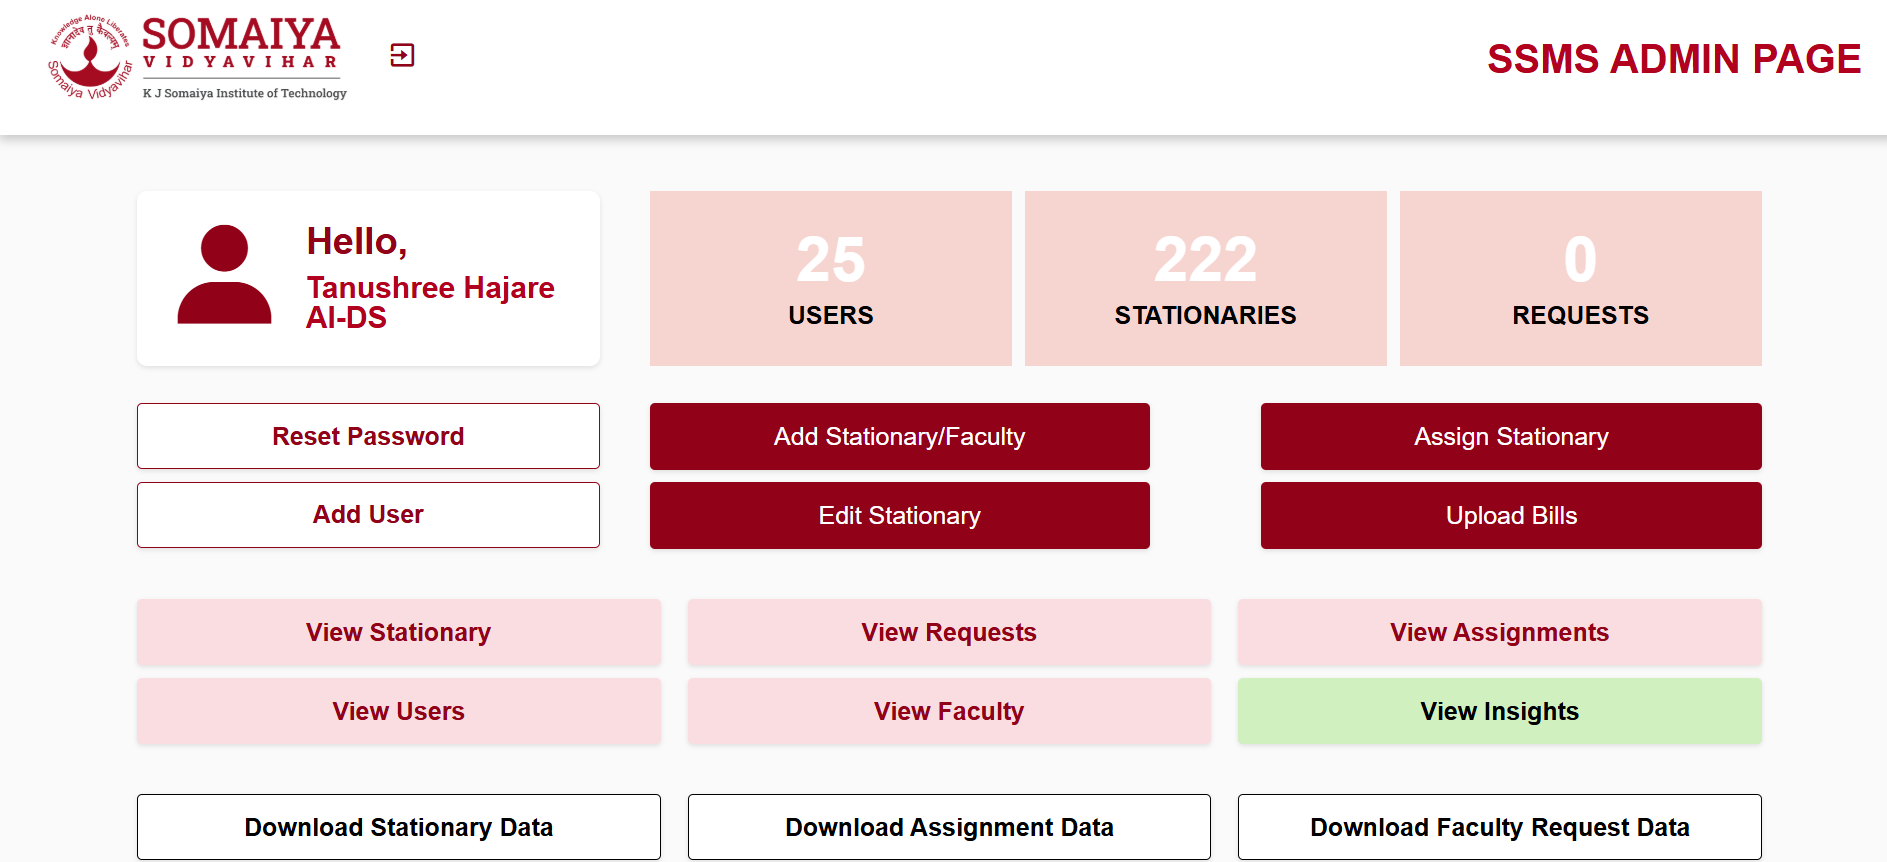 Knowledge Alone Liberates
ज्ञानादेव तु कैवल्यम्
Somaiya Vidyavihar
SOMAIYA
VIDYAVIHAR
K J Somaiya Institute of Technology
SSMS ADMIN PAGE
Hello,
Tanushree Hajare
AI-DS
25
USERS
222
STATIONARIES
0
REQUESTS
Reset Password
Add Stationary/Faculty
Assign Stationary
Add User
Edit Stationary
Upload Bills
View Stationary
View Requests
View Assignments
View Users
View Faculty
View Insights
Download Stationary Data
Download Assignment Data
Download Faculty Request Data